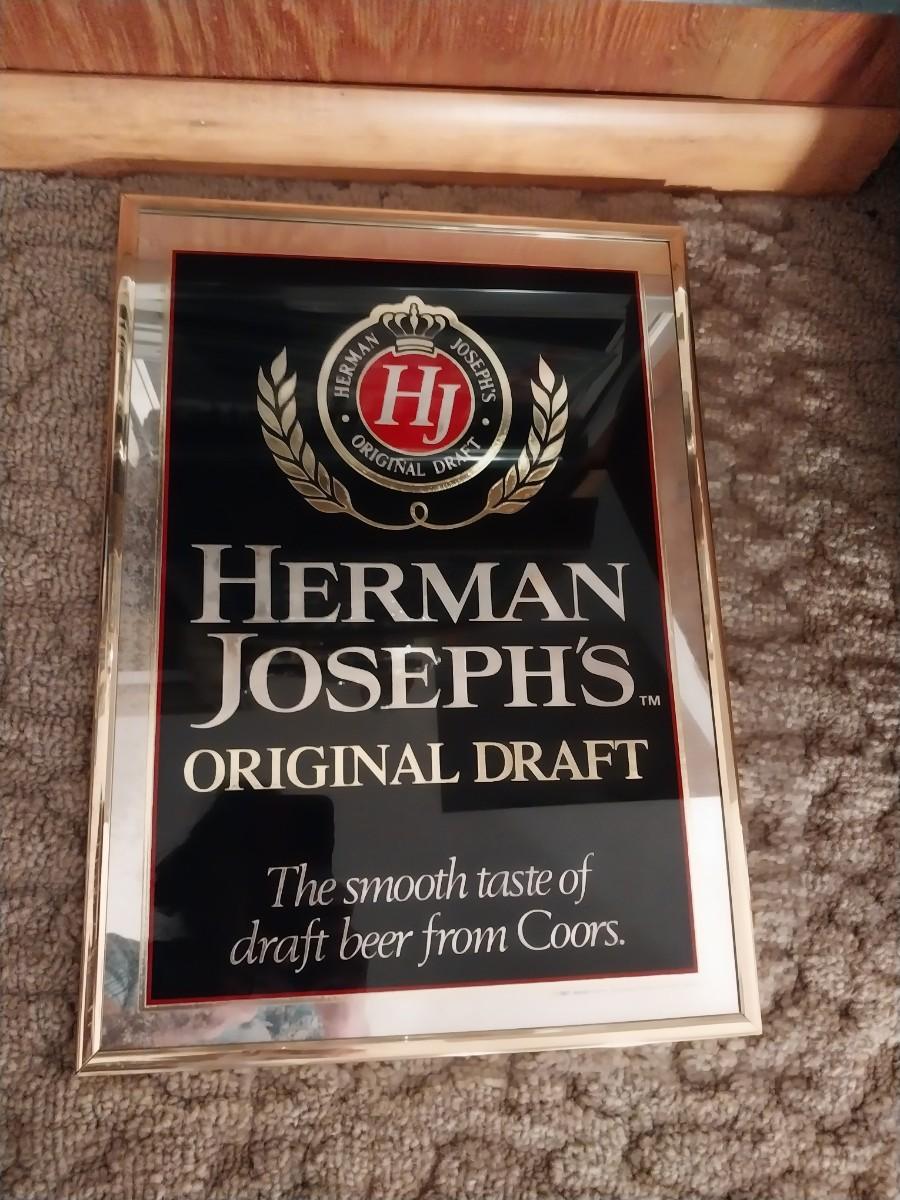 HERMAN JOSEPH'S
HJ
• ORIGINAL DRAFT •
HERMAN
JOSEPH'S™
ORIGINAL DRAFT
The smooth taste of
draft beer from Coors.